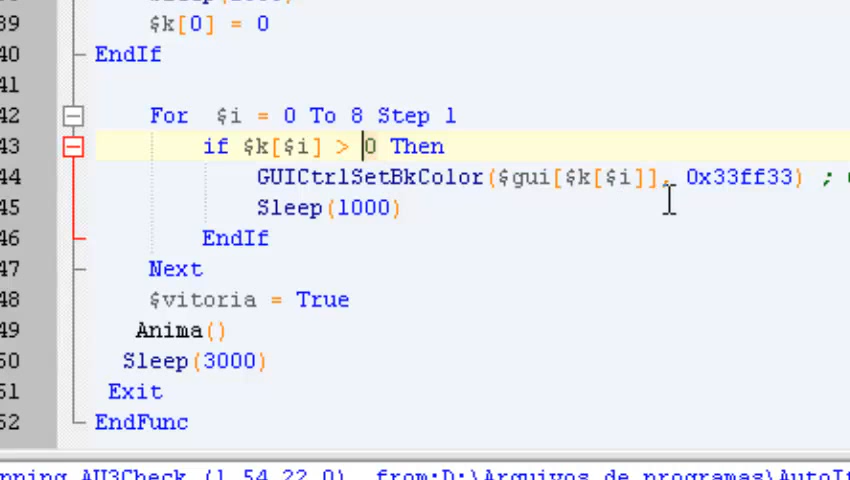 39 $k[0] = 0
40 EndIf
41
42 For $i = 0 To 8 Step 1
43 if $k[$i] > 0 Then
44 GUICtrlSetBkColor($gui[$k[$i]], 0x33ff33) ;
45 Sleep(1000)
46 EndIf
47 Next
48 $vitoria = True
49 Anima()
50 Sleep(3000)
51 Exit
52 EndFunc
AU3Check (1.54.22.0) from:D:\Arquivos de programas\AutoIt